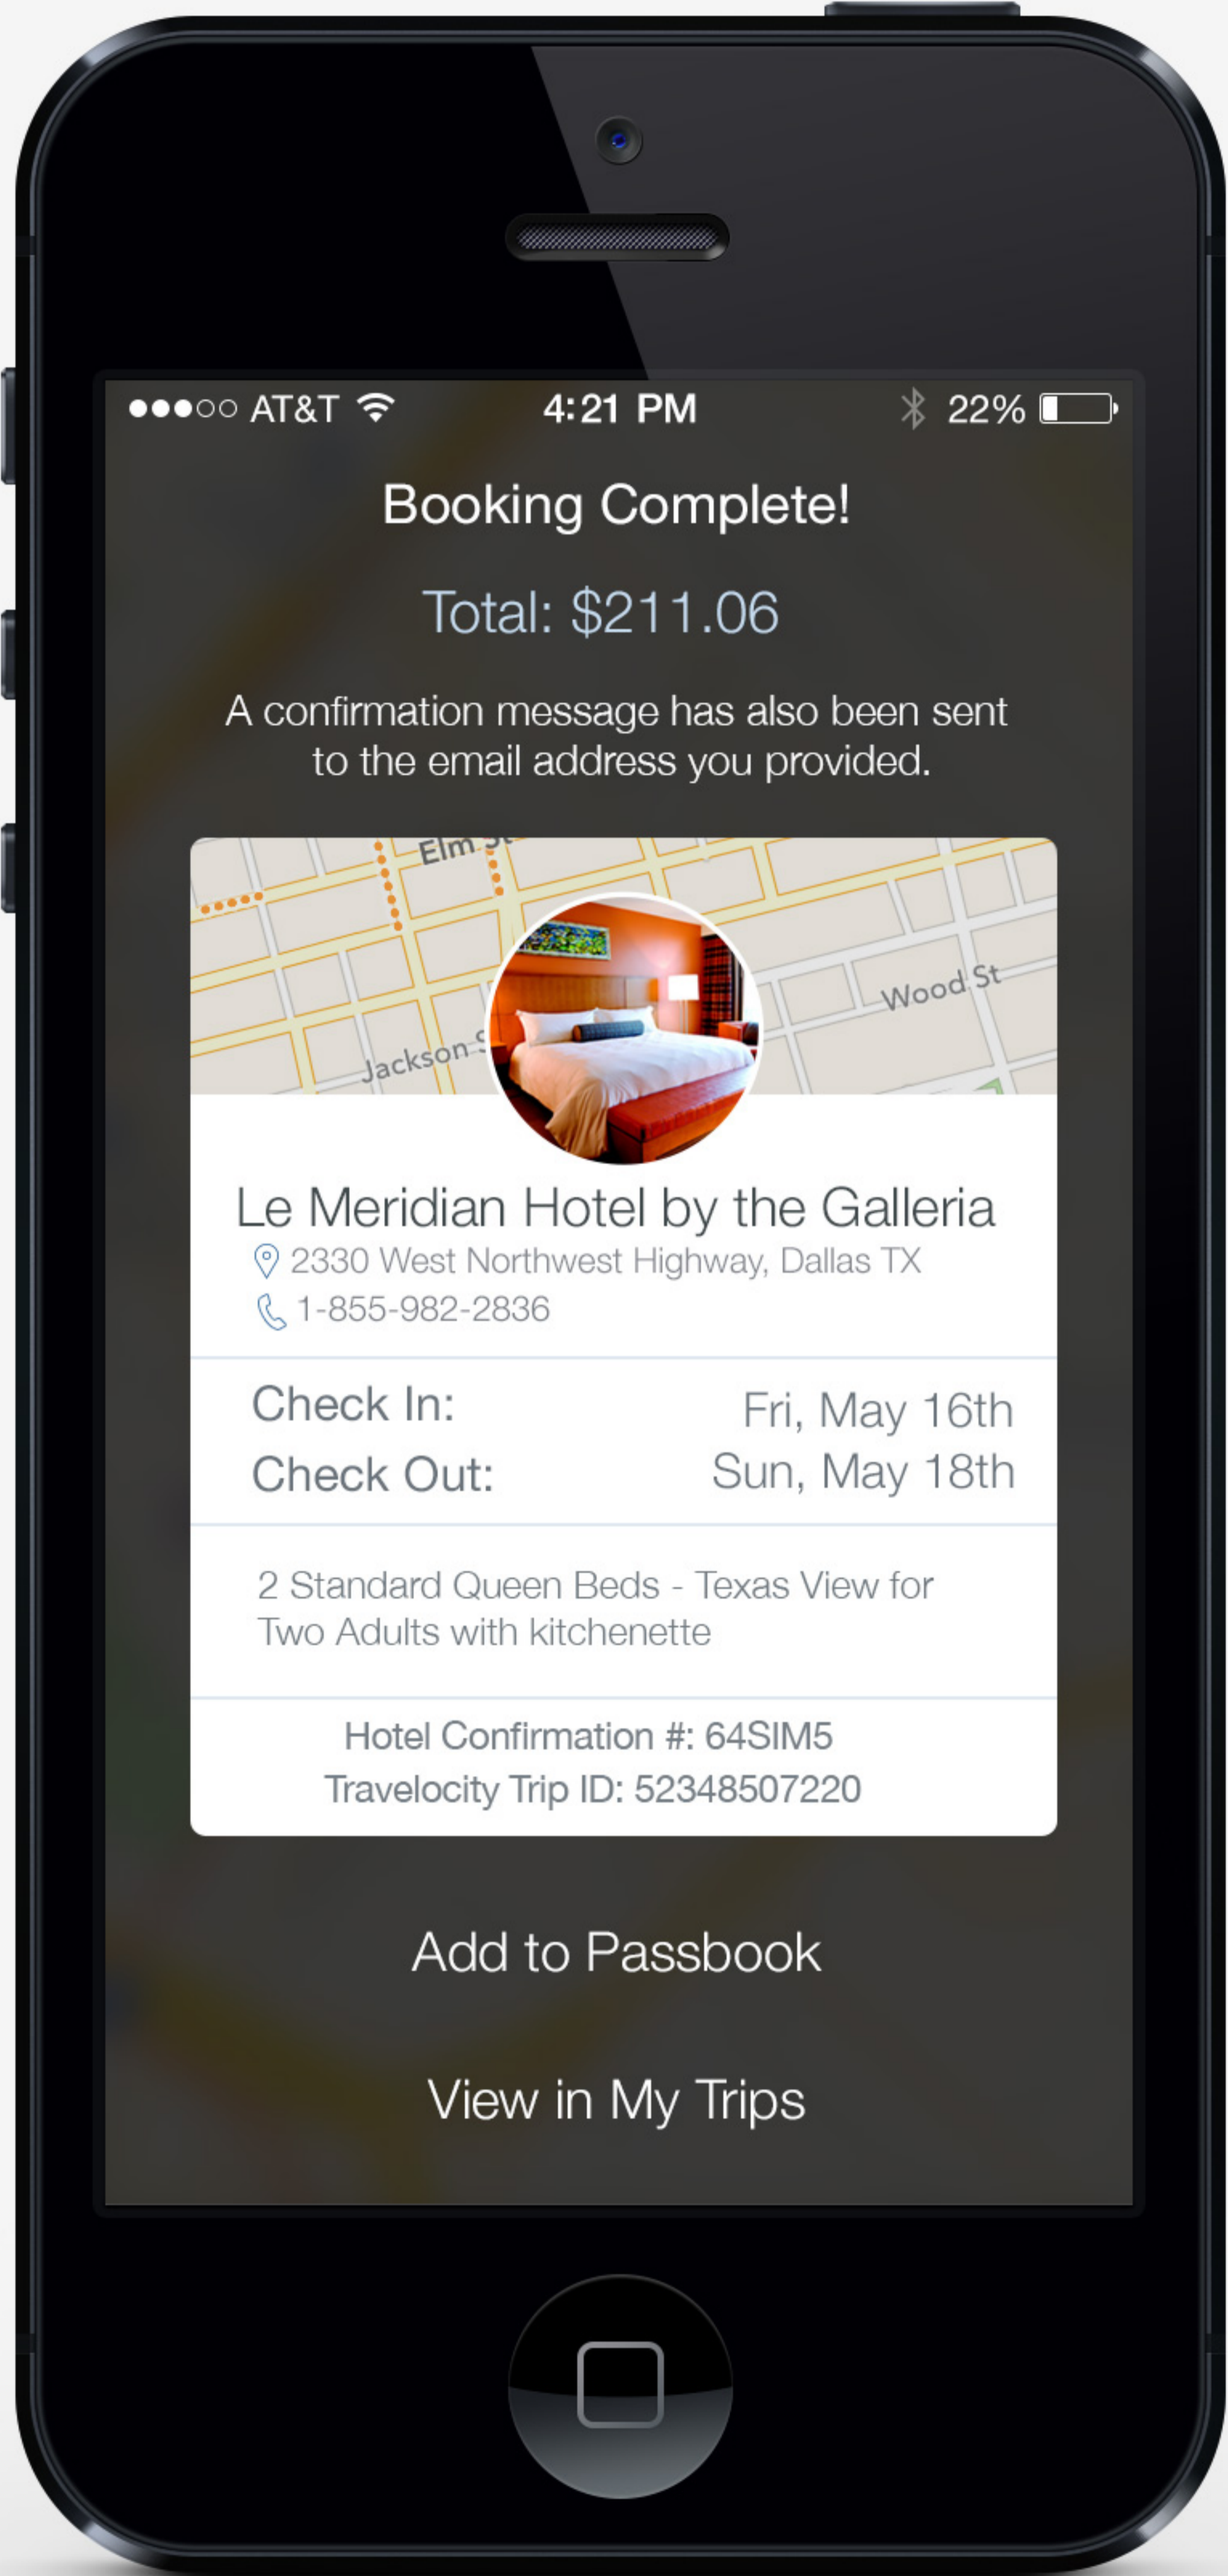 AT&T 4:21 PM 22%
Booking Complete!
Total: $211.06
A confirmation message has also been sent
to the email address you provided.
Elm St
Wood St
Jackson
Le Meridian Hotel by the Galleria
2330 West Northwest Highway, Dallas TX
1-855-982-2836
Check In: Fri, May 16th
Check Out: Sun, May 18th
2 Standard Queen Beds - Texas View for
Two Adults with kitchenette
Hotel Confirmation #: 64SIM5
Travelocity Trip ID: 52348507220
Add to Passbook
View in My Trips